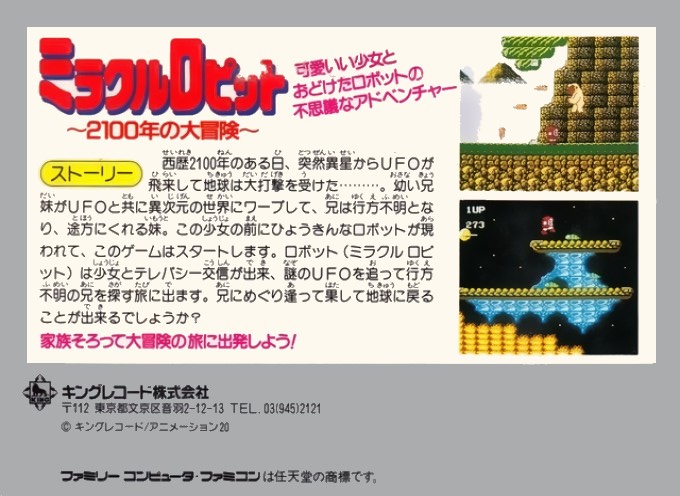 ミラクルロピット
〜2100年の大冒険〜
可愛いい少女と
おどけたロボットの
不思議なアドベンチャー
ストーリー
西歴2100年のある日、突然異星からUFOが
飛来して地球は大打撃を受けた………。幼い兄
妹がUFOと共に異次元の世界にワープして、兄は行方不明とな
り、途方にくれる妹。この少女の前にひょうきんなロボットが現
われて、このゲームはスタートします。ロボット(ミラクル ロピ
ット)は少女とテレパシー交信が出来、謎のUFOを追って行方
不明の兄を探す旅に出ます。兄にめぐり逢って果して地球に戻る
ことが出来るでしょうか?
家族そろって大冒険の旅に出発しよう!
1UP
273
KING
キングレコード株式会社
〒112 東京都文京区音羽2-12-13 TEL. 03(945)2121
© キングレコード/アニメーション20
ファミリー コンピュータ・ファミコンは任天堂の商標です。